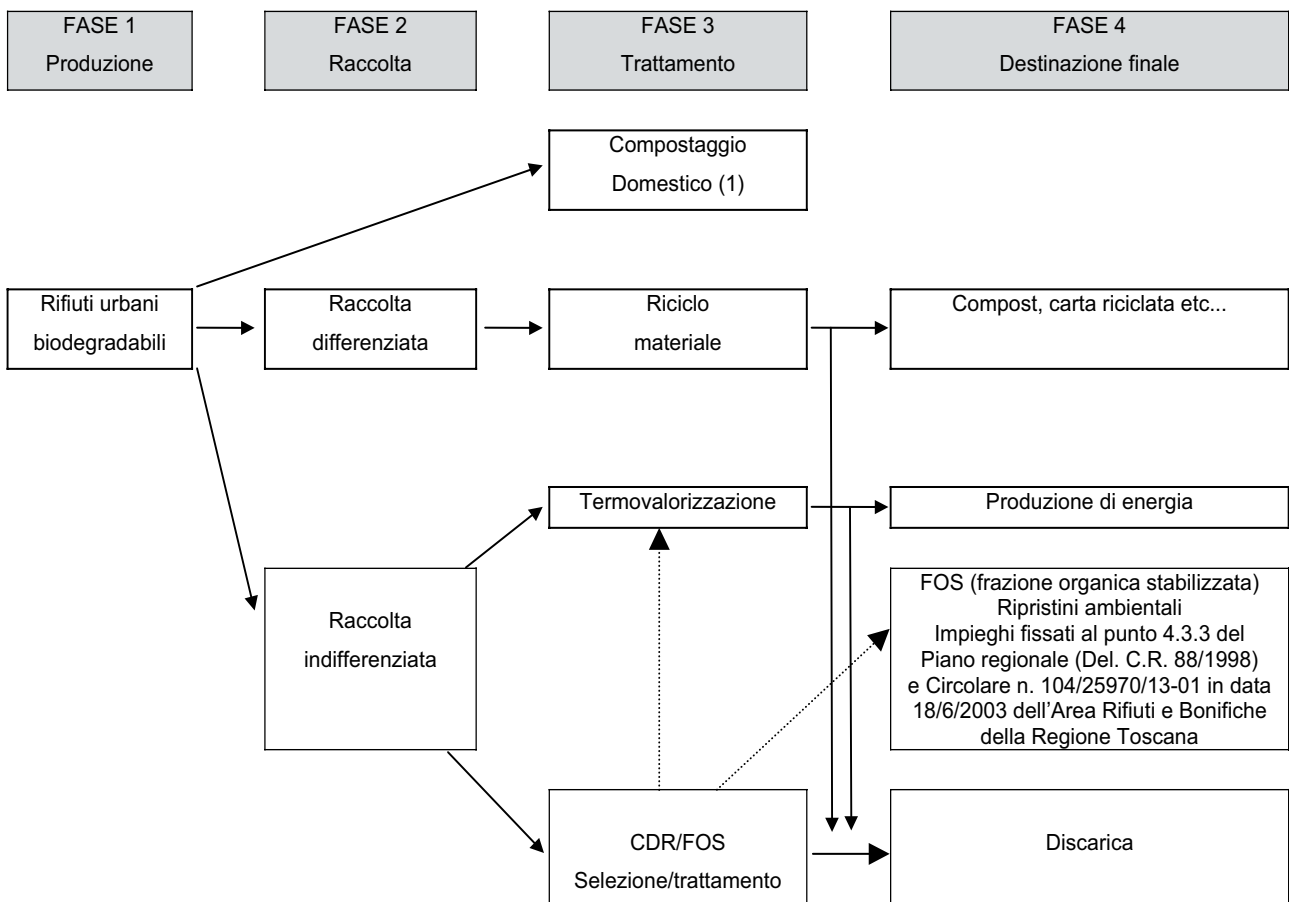 FASE 1
Produzione
FASE 2
Raccolta
FASE 3
Trattamento
FASE 4
Destinazione finale
Compostaggio
Domestico (1)
Rifiuti urbani
biodegradabili
Raccolta
differenziata
Riciclo
materiale
Compost, carta riciclata etc...
Termovalorizzazione
Produzione di energia
Raccolta
indifferenziata
FOS (frazione organica stabilizzata)
Ripristini ambientali
Impieghi fissati al punto 4.3.3 del
Piano regionale (Del. C.R. 88/1998)
e Circolare n. 104/25970/13-01 in data
18/6/2003 dell'Area Rifiuti e Bonifiche
della Regione Toscana
CDR/FOS
Selezione/trattamento
Discarica